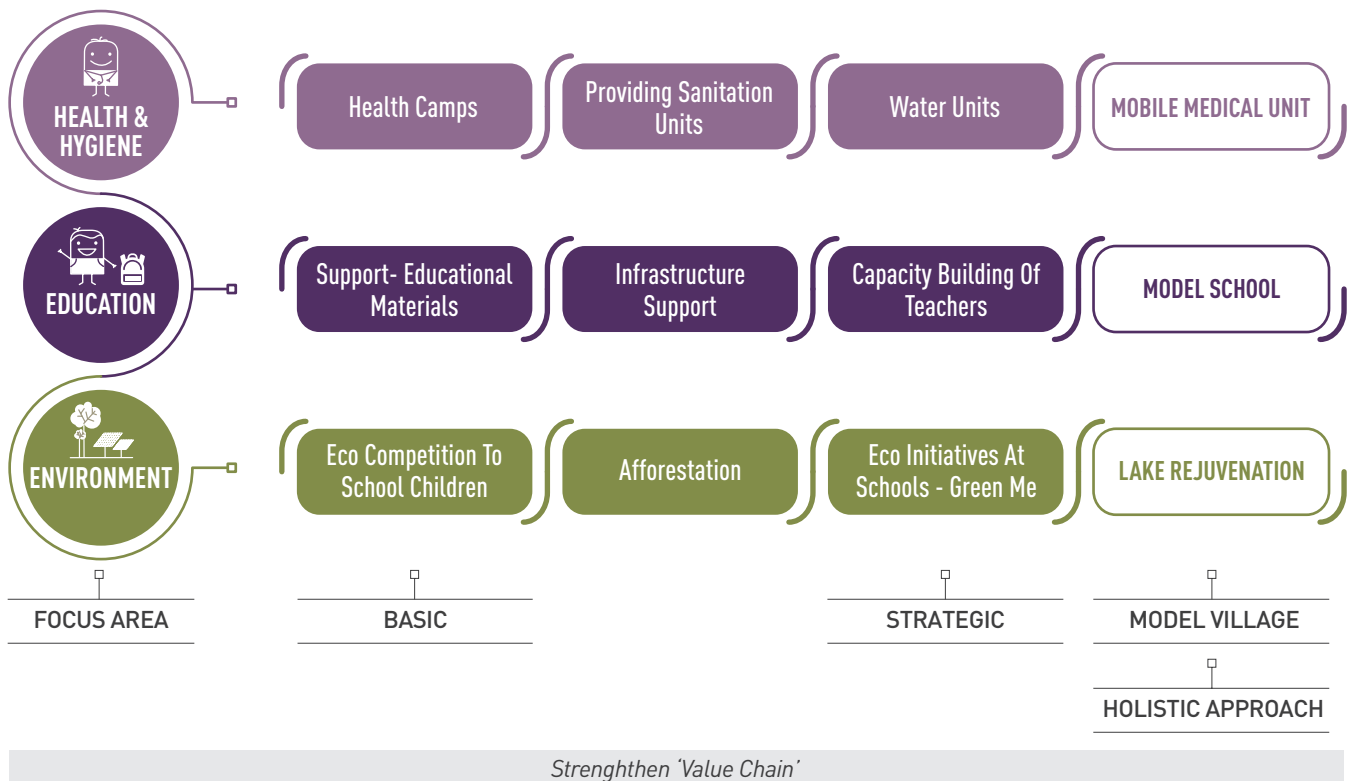 HEALTH &
HYGIENE
Health Camps
Providing Sanitation
Units
Water Units
MOBILE MEDICAL UNIT
EDUCATION
Support- Educational
Materials
Infrastructure
Support
Capacity Building Of
Teachers
MODEL SCHOOL
ENVIRONMENT
Eco Competition To
School Children
Afforestation
Eco Initiatives At
Schools - Green Me
LAKE REJUVENATION
FOCUS AREA
BASIC
STRATEGIC
MODEL VILLAGE
HOLISTIC APPROACH
Strenghthen ‘Value Chain’